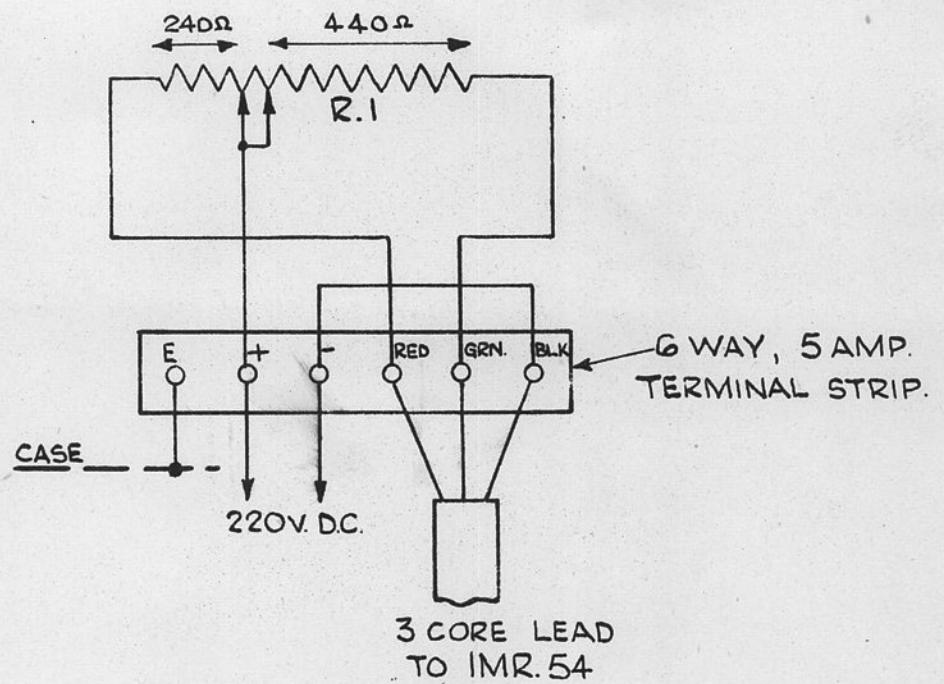 240Ω
440Ω
R.1
E
+
-
RED
GRN.
BLK
6 WAY, 5 AMP.
TERMINAL STRIP.
CASE
220V. D.C.
3 CORE LEAD
TO IMR.54